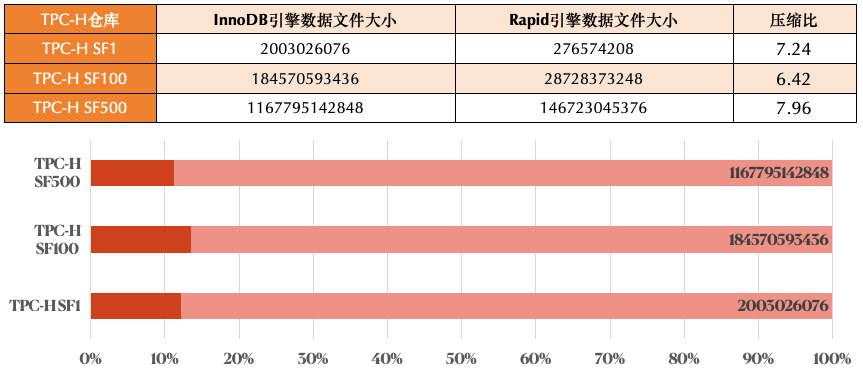 TPC-H仓库 InnoDB引擎数据文件大小 Rapid引擎数据文件大小 压缩比
TPC-H SF1 2003026076 276574208 7.24
TPC-H SF100 184570593436 28728373248 6.42
TPC-H SF500 1167795142848 146723045376 7.96
TPC-H
SF500
1167795142848
TPC-H
SF100
184570593436
TPC-H SF1
2003026076
0% 10% 20% 30% 40% 50% 60% 70% 80% 90% 100%